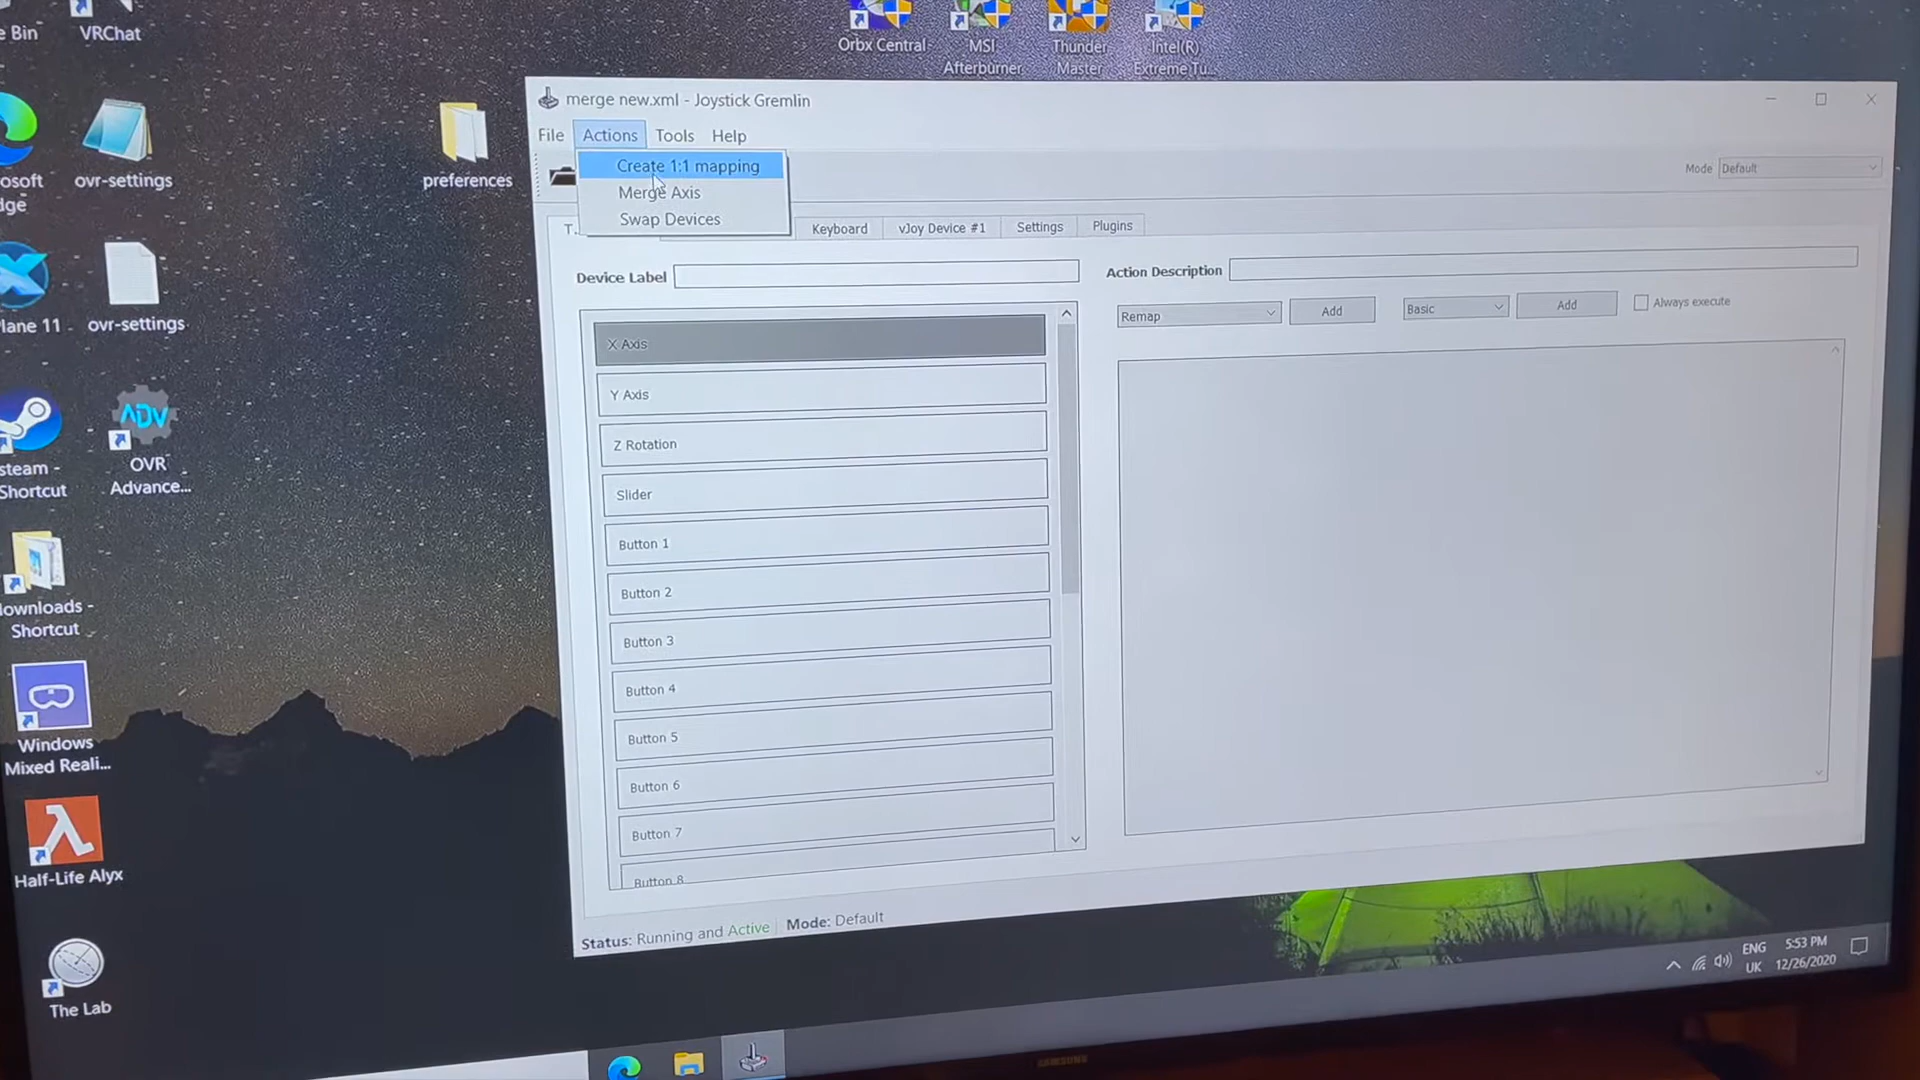 e Bin
VRChat
Orbx Central
MSI
Afterburner
Thunder
Master
Intel(R)
Extreme Tu...
osoft
dge
ovr-settings
preferences
lane 11
ovr-settings
steam -
Shortcut
ADV
OVR
Advance...
ownloads -
Shortcut
Windows
Mixed Reali...
Half-Life Alyx
The Lab
merge new.xml - Joystick Gremlin
File Actions Tools Help
Create 1:1 mapping
Merge Axis
Swap Devices
Mode Default
T.
Keyboard vJoy Device #1 Settings Plugins
Device Label
Action Description
Remap Add Basic Add Always execute
X Axis
Y Axis
Z Rotation
Slider
Button 1
Button 2
Button 3
Button 4
Button 5
Button 6
Button 7
Button 8
Status: Running and Active Mode: Default
ENG
UK
5:53 PM
12/26/2020
SAMSUNG